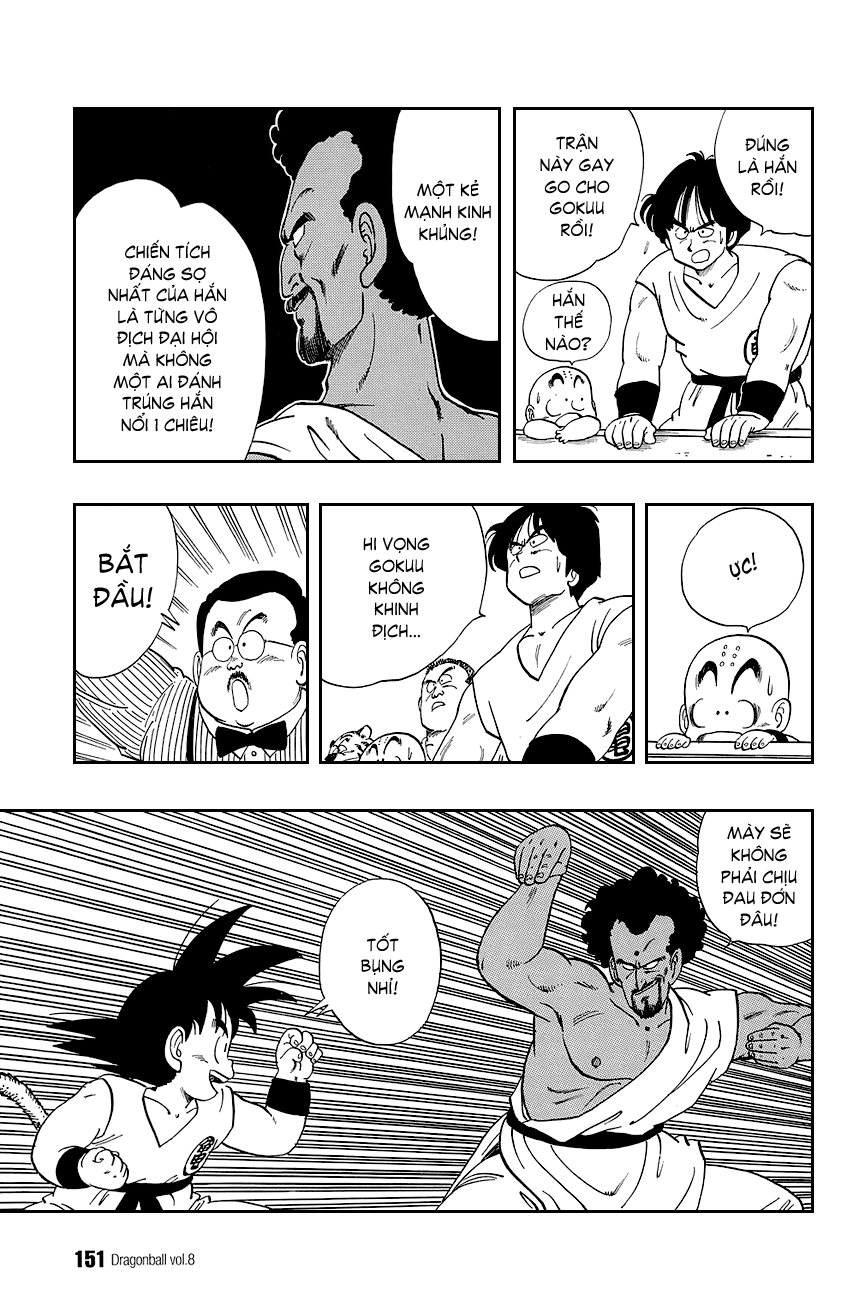 ĐÚNG
LÀ HẮN
RỒI!
TRẬN
NÀY GAY
GO CHO
GOKUU
RỒI!
HẮN
THẾ
NÀO?
MỘT KẺ
MẠNH KINH
KHỦNG!
CHIẾN TÍCH
ĐÁNG SỢ
NHẤT CỦA HẮN
LÀ TỪNG VÔ
ĐỊCH ĐẠI HỘI
MÀ KHÔNG
MỘT AI ĐÁNH
TRÚNG HẮN
NỔI 1 CHIÊU!
ỰC!
HI VỌNG
GOKUU
KHÔNG
KHINH
ĐỊCH...
BẮT
ĐẦU!
MÀY SẼ
KHÔNG
PHẢI CHỊU
ĐAU ĐỚN
ĐÂU!
TỐT
BỤNG
NHỈ!
151 Dragonball vol.8